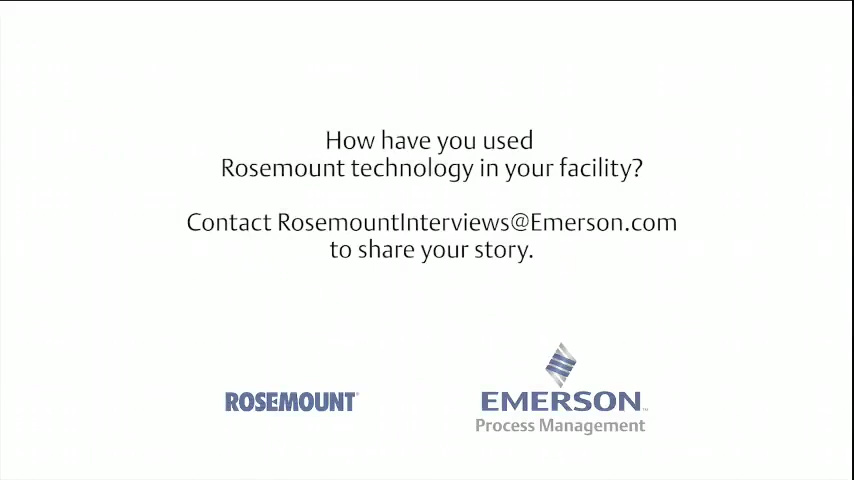 How have you used
Rosemount technology in your facility?
Contact RosemountInterviews@Emerson.com
to share your story.
ROSEMOUNT®
EMERSON™
Process Management